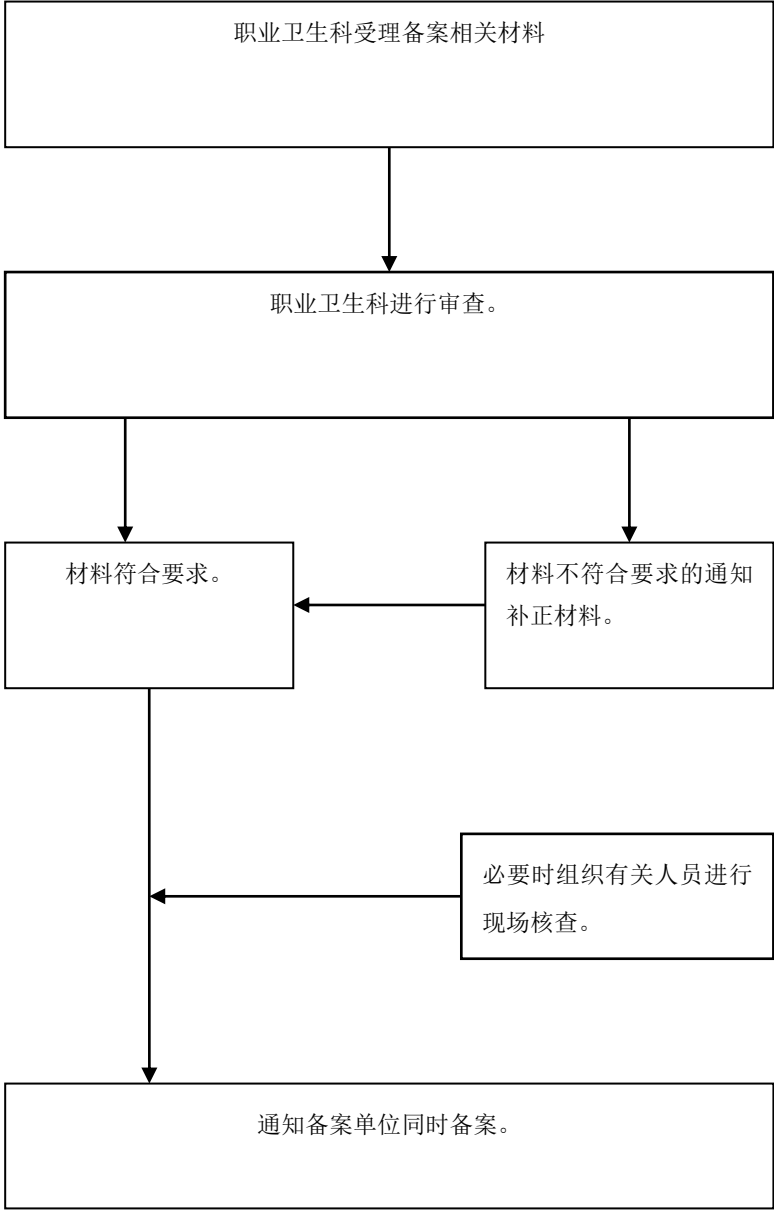 职业卫生科受理备案相关材料
职业卫生科进行审查。
材料符合要求。
材料不符合要求的通知
补正材料。
必要时组织有关人员进行
现场核查。
通知备案单位同时备案。